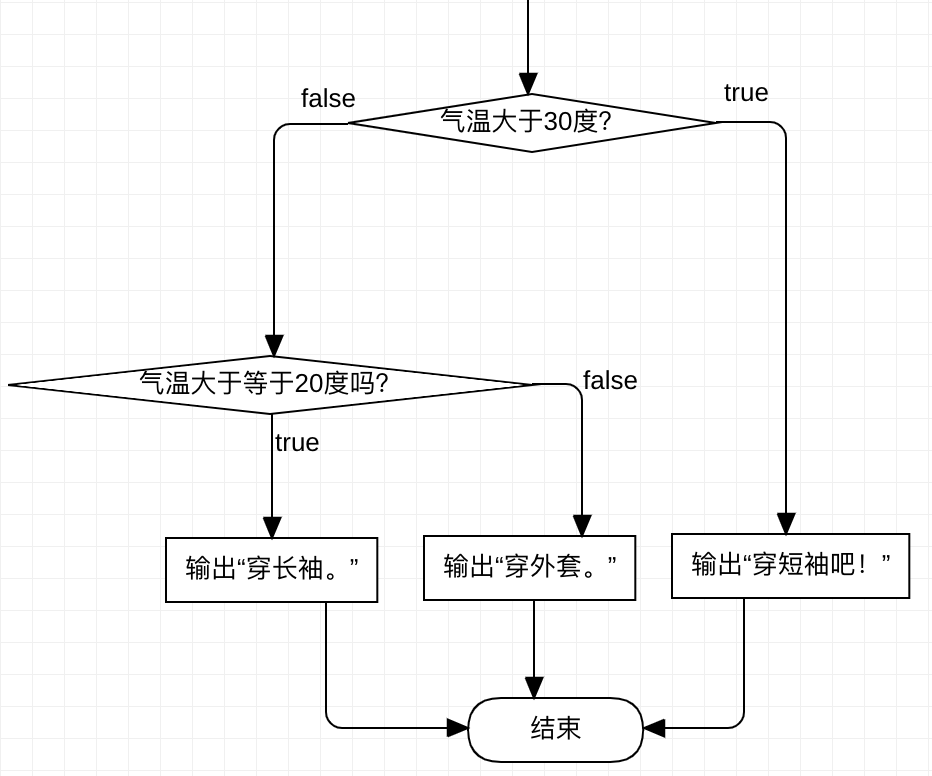 true
false
气温大于30度？
false
气温大于等于20度吗？
true
输出“穿长袖。”
输出“穿外套。”
输出“穿短袖吧！”
结束